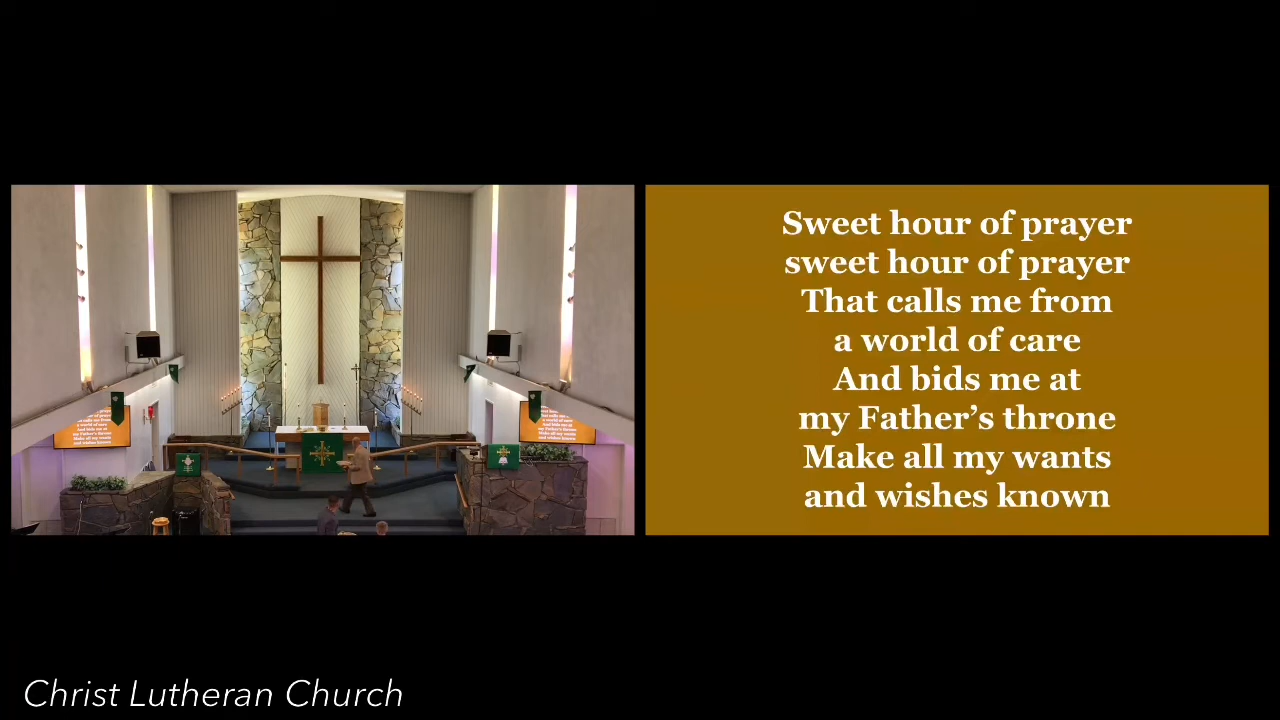 Sweet hour of prayer
sweet hour of prayer
That calls me from
a world of care
And bids me at
my Father's throne
Make all my wants
and wishes known
Christ Lutheran Church